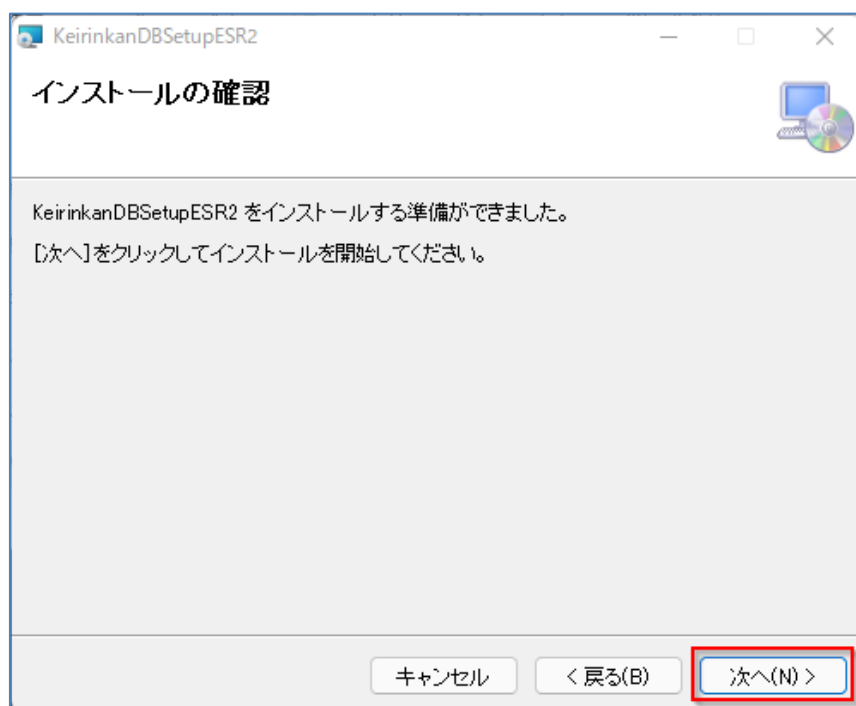 KeirinkanDBSetupESR2
インストールの確認
KeirinkanDBSetupESR2 をインストールする準備ができました。
[次へ]をクリックしてインストールを開始してください。
キャンセル
< 戻る(B)
次へ(N) >